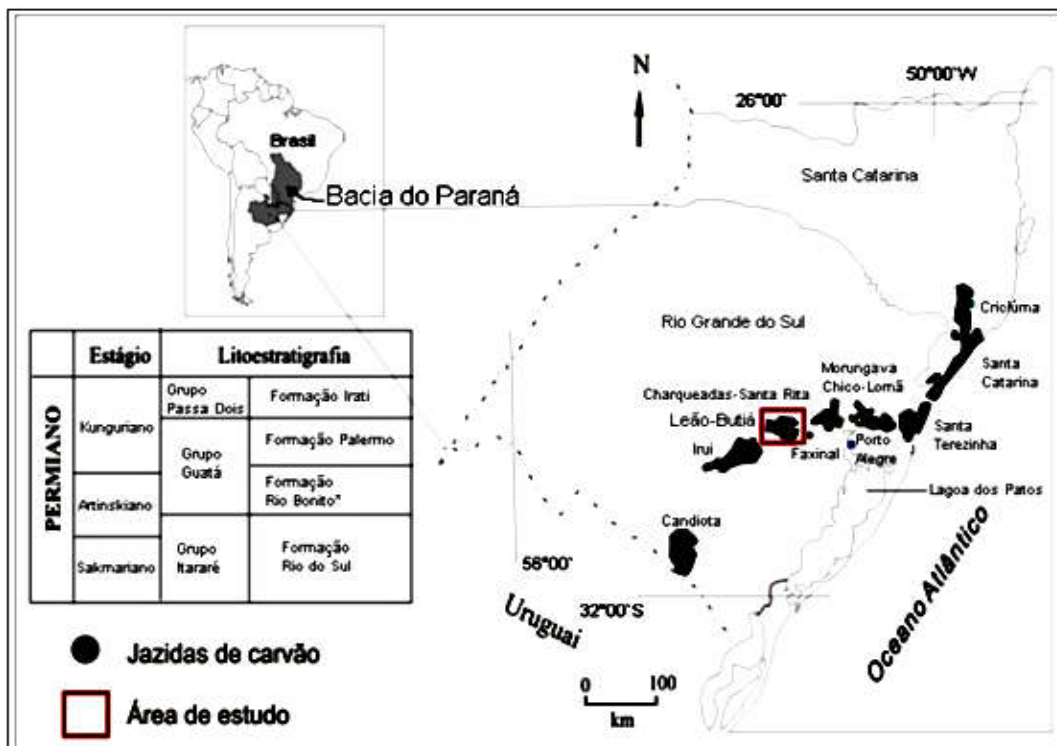 Brasil
Bacia do Paraná
N
50°00'W
26°00'
Santa Catarina
Rio Grande do Sul
Criciúma
Santa
Catarina
Morungava
Chico-Lomã
Charqueadas-Santa Rita
Leão-Butiá
Santa
Terezinha
Irui
Faxinal
Porto
Alegre
Lagoa dos Patos
Candiota
56°00'
32°00'S
Uruguai
Oceano Atlântico
0 100
km
Estágio Litoestratigrafia
PERMIANO
Kunguriano
Artinskiano
Sakmariano
Grupo
Passa Dois
Formação Irati
Grupo
Guatá
Formação Palermo
Formação
Rio Bonito*
Grupo
Itararé
Formação
Rio do Sul
Jazidas de carvão
Área de estudo